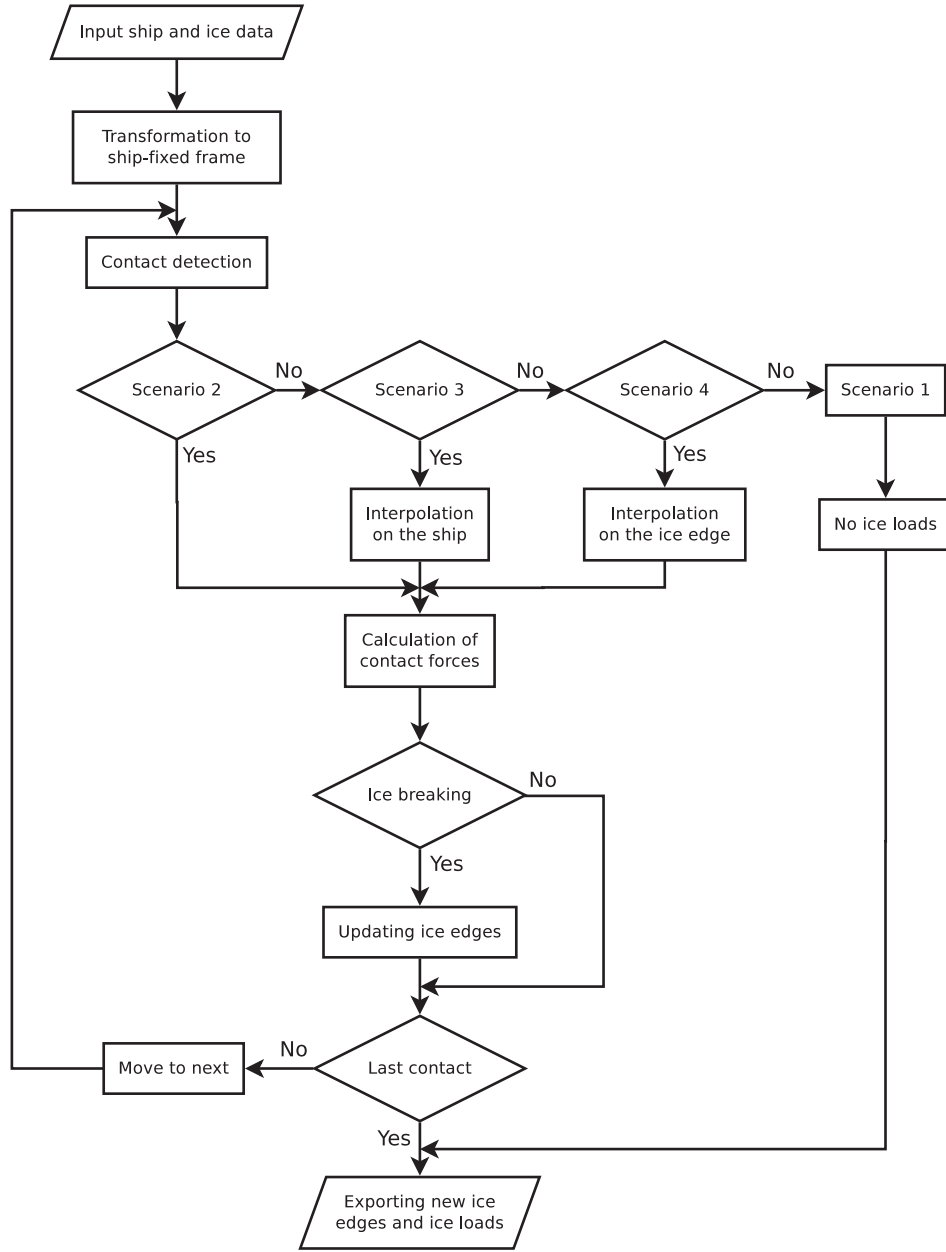 Input ship and ice data
Transformation to
ship-fixed frame
Contact detection
Scenario 2
No
Scenario 3
No
Scenario 4
No
Scenario 1
Yes
Yes
Yes
Interpolation
on the ship
Interpolation
on the ice edge
No ice loads
Calculation of
contact forces
Ice breaking
No
Yes
Updating ice edges
Move to next
No
Last contact
Yes
Exporting new ice
edges and ice loads